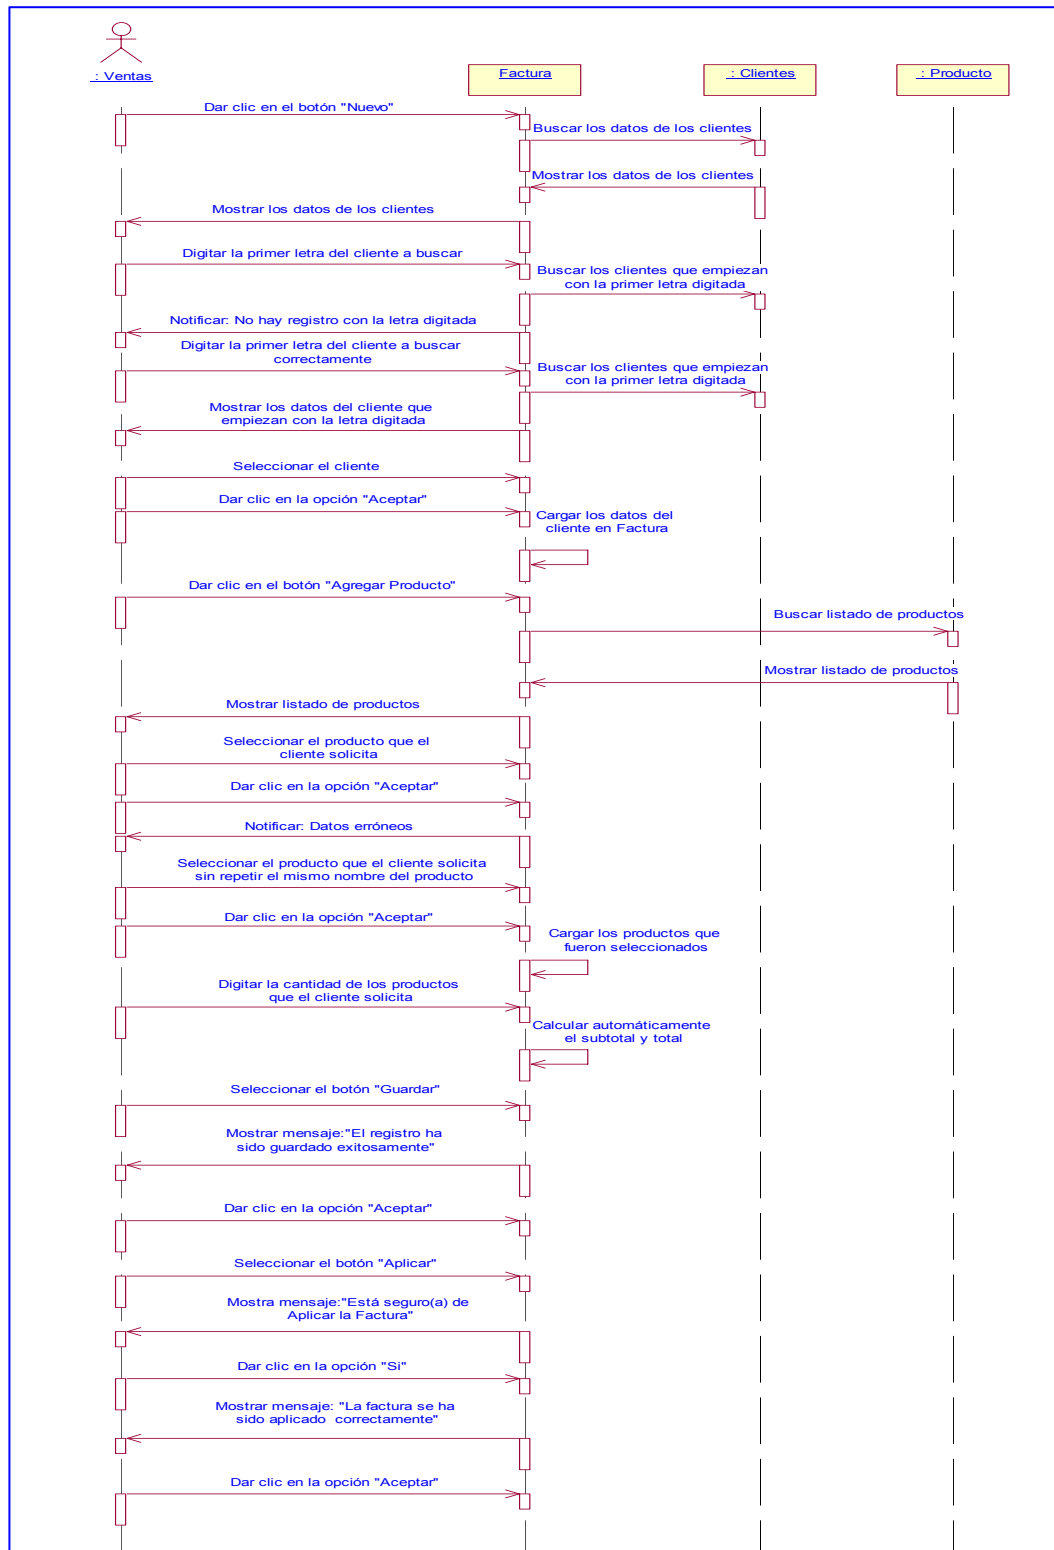 : Ventas
Factura
: Clientes
: Producto
Dar clic en el botón "Nuevo"
Buscar los datos de los clientes
Mostrar los datos de los clientes
Mostrar los datos de los clientes
Digitar la primer letra del cliente a buscar
Buscar los clientes que empiezan
con la primer letra digitada
Notificar: No hay registro con la letra digitada
Digitar la primer letra del cliente a buscar
correctamente
Buscar los clientes que empiezan
con la primer letra digitada
Mostrar los datos del cliente que
empiezan con la letra digitada
Seleccionar el cliente
Dar clic en la opción "Aceptar"
Cargar los datos del
cliente en Factura
Dar clic en el botón "Agregar Producto"
Buscar listado de productos
Mostrar listado de productos
Mostrar listado de productos
Seleccionar el producto que el
cliente solicita
Dar clic en la opción "Aceptar"
Notificar: Datos erróneos
Seleccionar el producto que el cliente solicita
sin repetir el mismo nombre del producto
Dar clic en la opción "Aceptar"
Cargar los productos que
fueron seleccionados
Digitar la cantidad de los productos
que el cliente solicita
Calcular automáticamente
el subtotal y total
Seleccionar el botón "Guardar"
Mostrar mensaje:"El registro ha
sido guardado exitosamente"
Dar clic en la opción "Aceptar"
Seleccionar el botón "Aplicar"
Mostra mensaje:"Está seguro(a) de
Aplicar la Factura"
Dar clic en la opción "Si"
Mostrar mensaje: "La factura se ha
sido aplicado correctamente"
Dar clic en la opción "Aceptar"